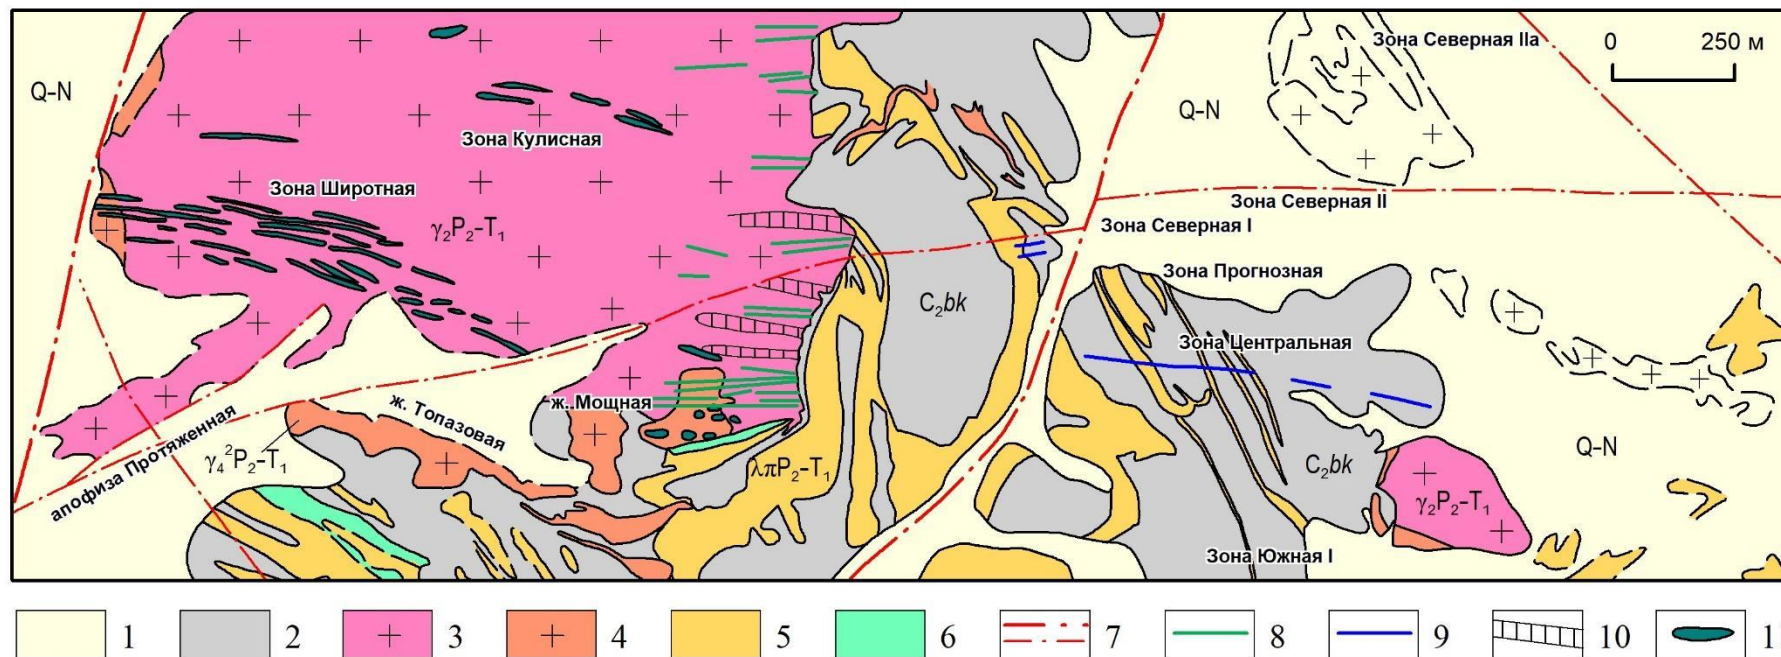 Q-N
Зона Кулисная
Зона Широтная
γ₂P₂-T₁
Зона Северная IIа
0 250 м
Q-N
Зона Северная II
Зона Северная I
Зона Прогнозная
C₂bk
Зона Центральная
ж. Мощная
ж. Топазовая
апофиза Протяженная
γ₄²P₂-T₁
λπP₂-T₁
C₂bk
γ₂P₂-T₁
Q-N
Зона Южная I
1 2 3 4 5 6 7 8 9 10 1